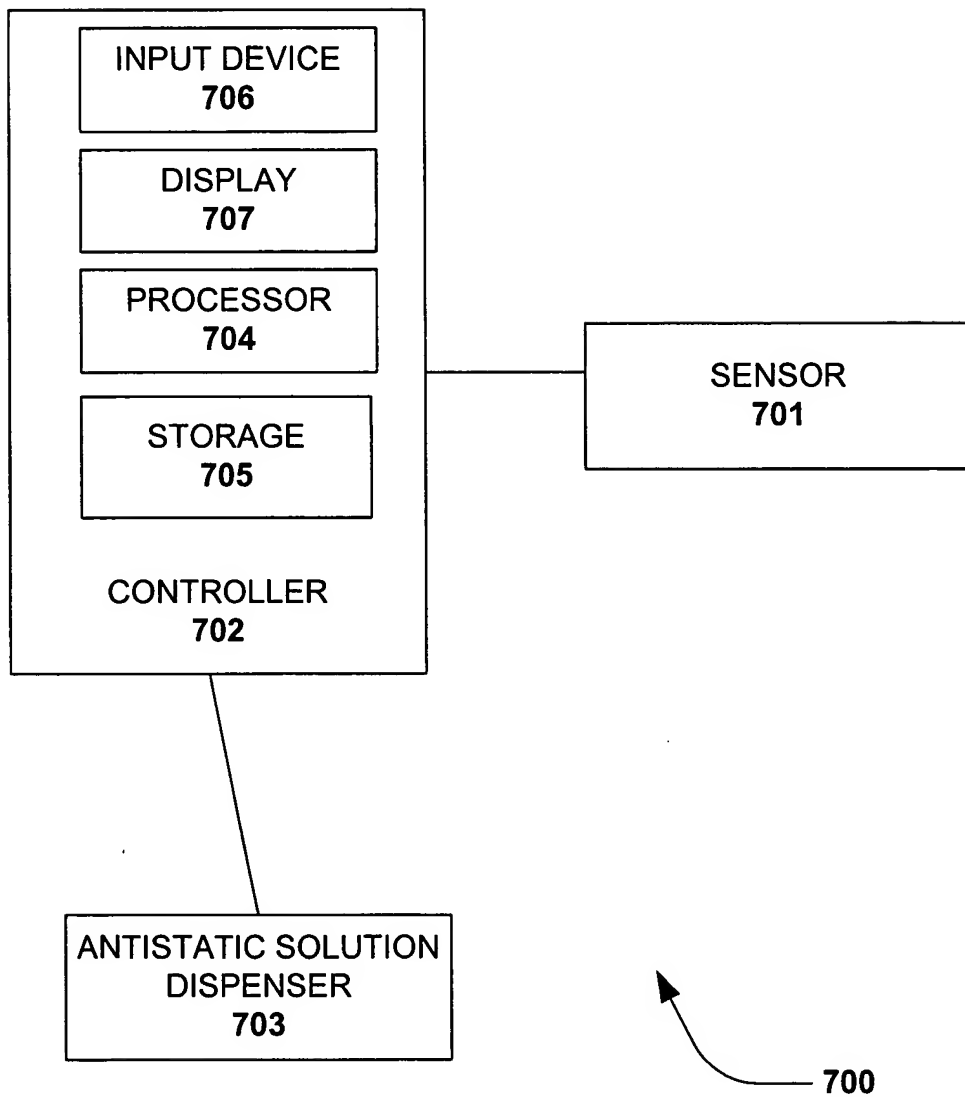 INPUT DEVICE
706
DISPLAY
707
PROCESSOR
704
STORAGE
705
CONTROLLER
702
SENSOR
701
ANTISTATIC SOLUTION
DISPENSER
703
700